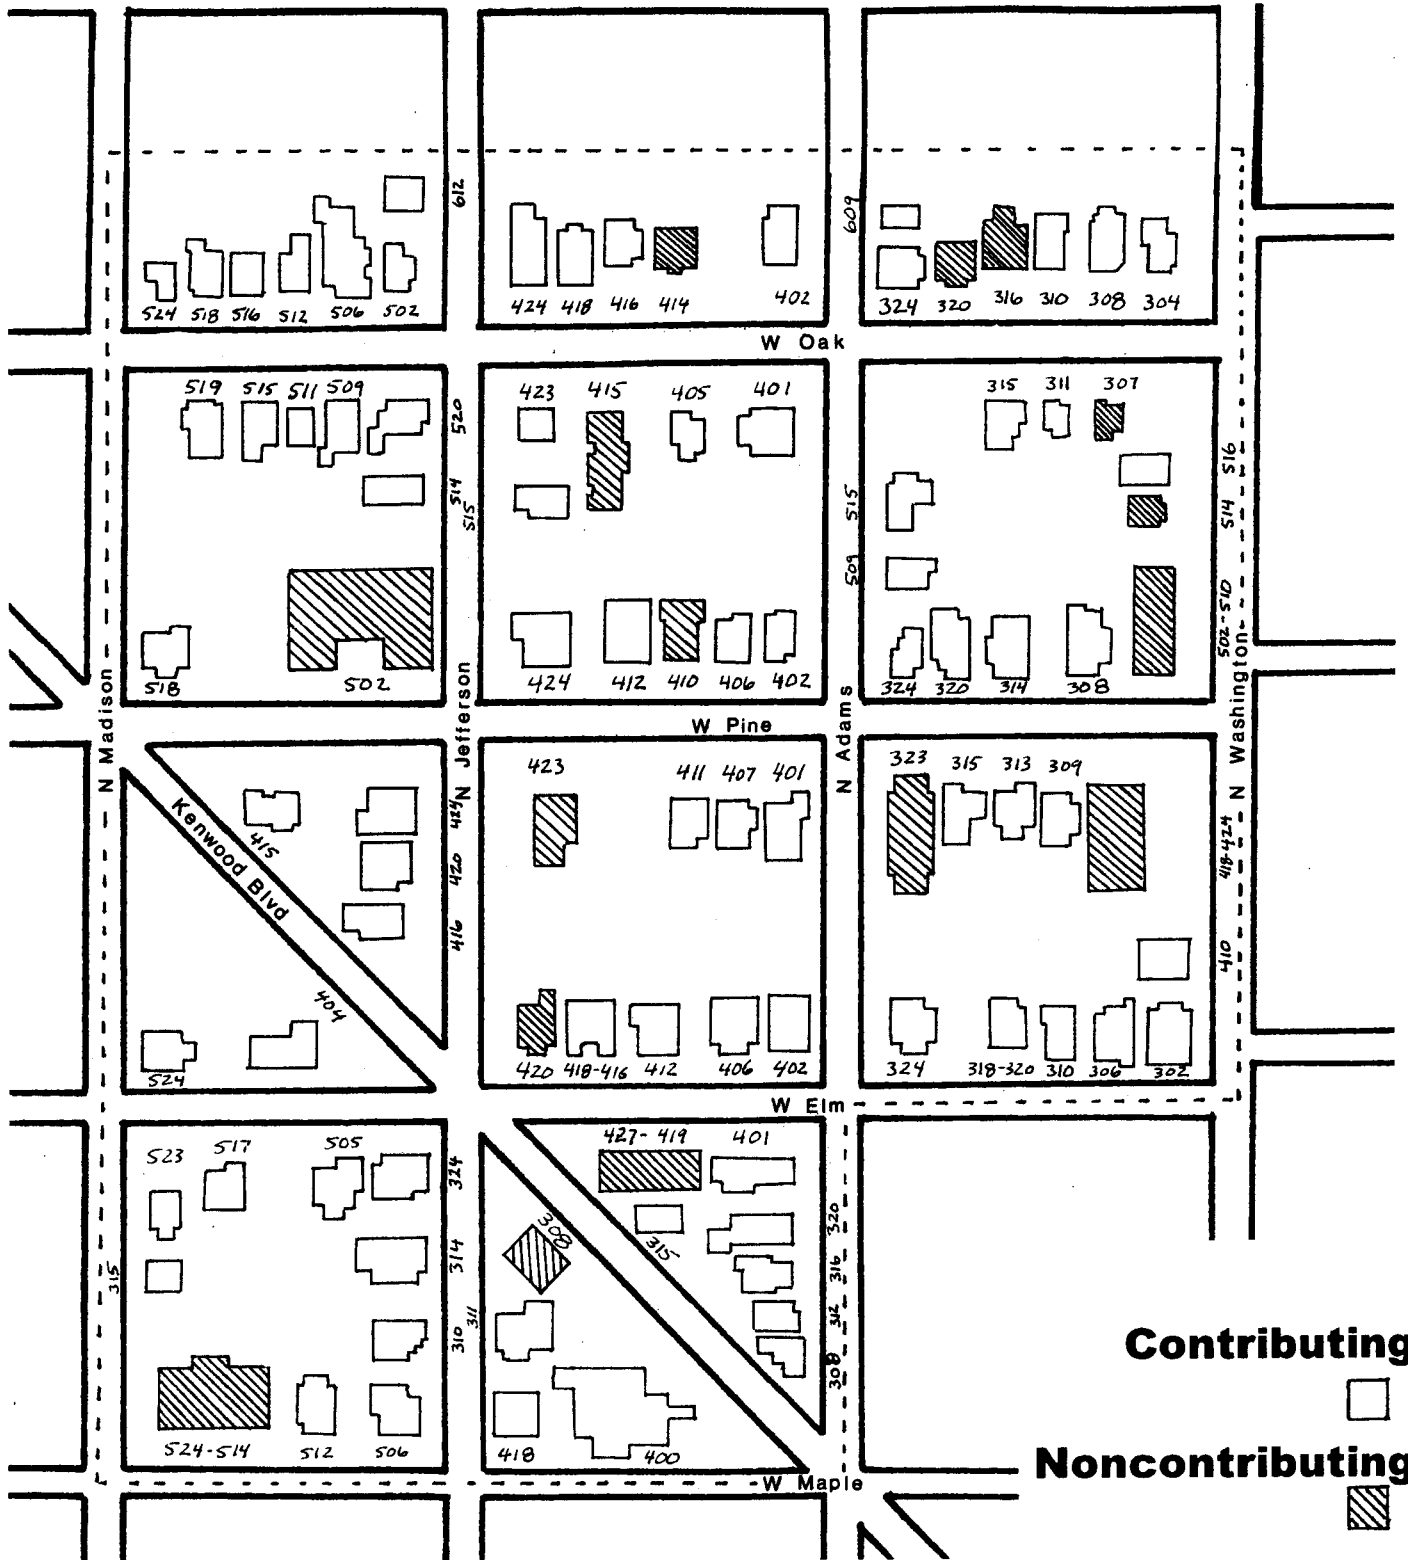 612
609
524 518 516 512 506 502
424 418 416 414 402
324 320 316 310 308 304
W Oak
519 515 511 509
520
514
423 415 405 401
515
315 311 307
516
514
515
509
502-510
518 502
424 412 410 406 402
324 320 314 308
N Madison
N Jefferson
W Pine
N Adams
N Washington
Kenwood Blvd
415
424
420
416
404
524
423 411 407 401
420 418-416 412 406 402
323 315 313 309
418-424
410
324 318-320 310 306 302
W Elm
523 517 505
324
314
310
315
524-514 512 506
427-419 401
308
315
311
320
316
312
308
418 400
W Maple
Contributing
Noncontributing